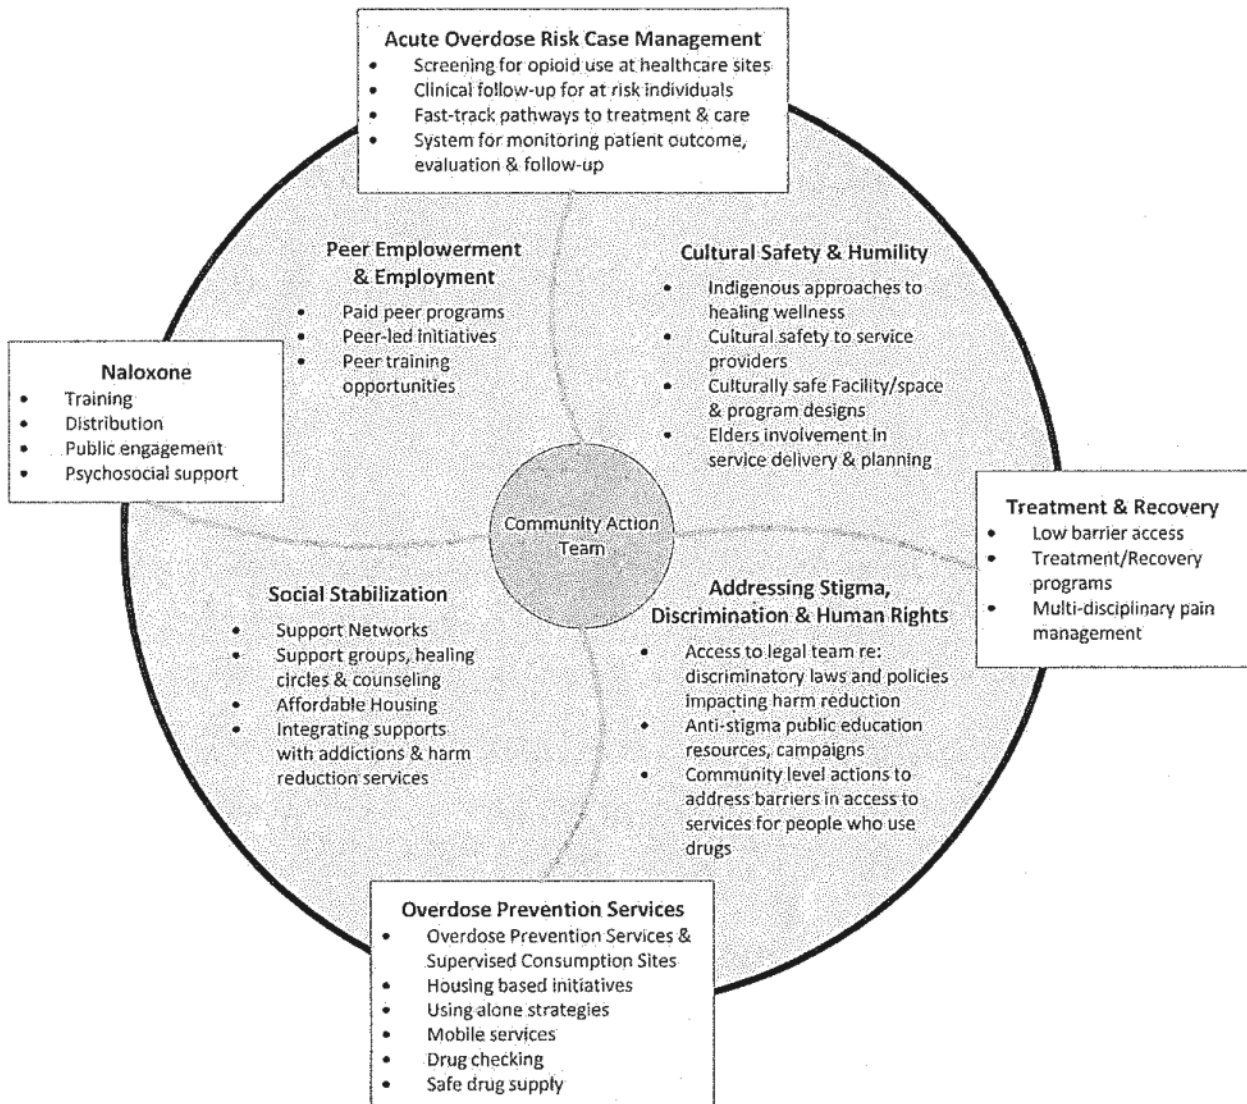 Acute Overdose Risk Case Management
• Screening for opioid use at healthcare sites
• Clinical follow-up for at risk individuals
• Fast-track pathways to treatment & care
• System for monitoring patient outcome,
evaluation & follow-up
Peer Emplowerment
& Employment
• Paid peer programs
• Peer-led initiatives
• Peer training
opportunities
Cultural Safety & Humility
• Indigenous approaches to
healing wellness
• Cultural safety to service
providers
• Culturally safe Facility/space
& program designs
• Elders involvement in
service delivery & planning
Naloxone
• Training
• Distribution
• Public engagement
• Psychosocial support
Community Action
Team
Treatment & Recovery
• Low barrier access
• Treatment/Recovery
programs
• Multi-disciplinary pain
management
Social Stabilization
• Support Networks
• Support groups, healing
circles & counseling
• Affordable Housing
• Integrating supports
with addictions & harm
reduction services
Addressing Stigma,
Discrimination & Human Rights
• Access to legal team re:
discriminatory laws and policies
impacting harm reduction
• Anti-stigma public education
resources, campaigns
• Community level actions to
address barriers in access to
services for people who use
drugs
Overdose Prevention Services
• Overdose Prevention Services &
Supervised Consumption Sites
• Housing based initiatives
• Using alone strategies
• Mobile services
• Drug checking
• Safe drug supply